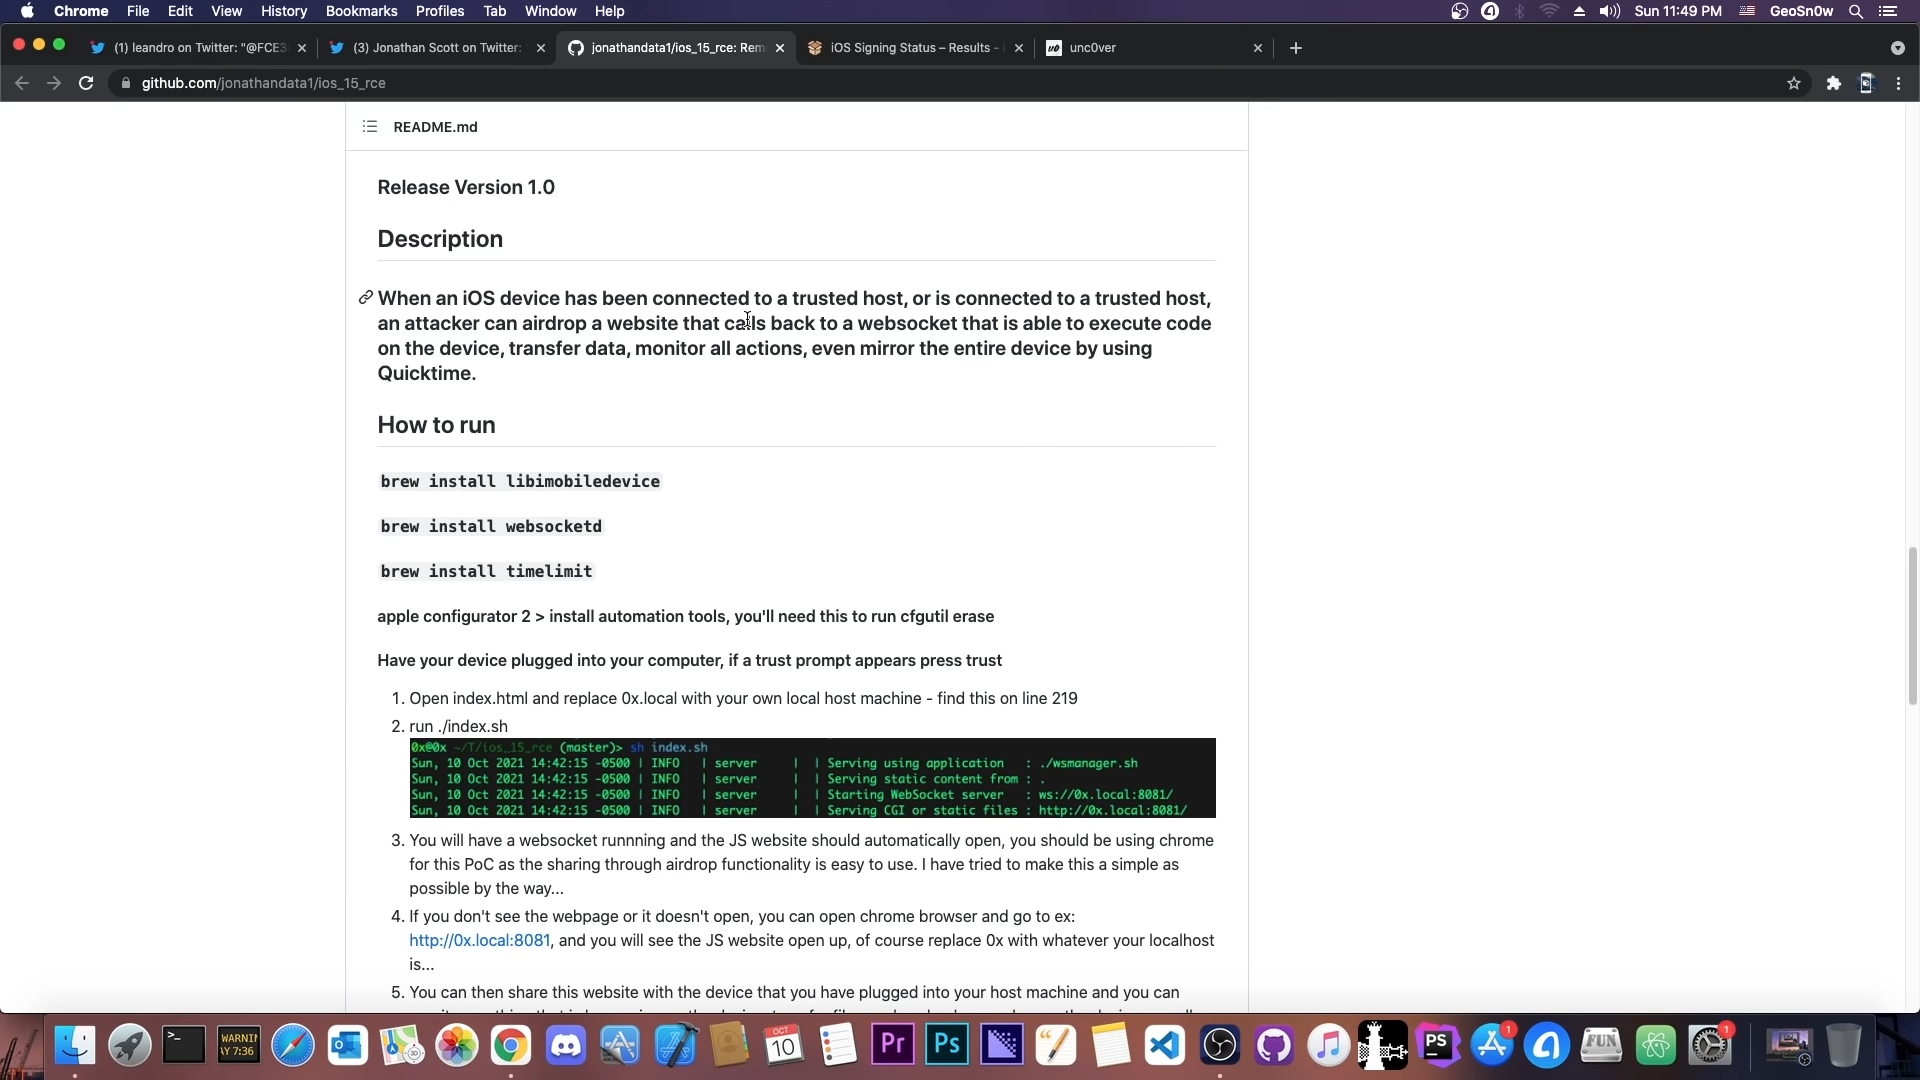 Chrome File Edit View History Bookmarks Profiles Tab Window Help Sun 11:49 PM GeoSn0w
(1) leandro on Twitter: "@FCE3 (3) Jonathan Scott on Twitter: jonathandata1/ios_15_rce: Rem iOS Signing Status – Results - unc0ver
github.com/jonathandata1/ios_15_rce
README.md
Release Version 1.0
Description
When an iOS device has been connected to a trusted host, or is connected to a trusted host,
an attacker can airdrop a website that calls back to a websocket that is able to execute code
on the device, transfer data, monitor all actions, even mirror the entire device by using
Quicktime.
How to run
brew install libimobiledevice
brew install websocketd
brew install timelimit
apple configurator 2 > install automation tools, you'll need this to run cfgutil erase
Have your device plugged into your computer, if a trust prompt appears press trust
1. Open index.html and replace 0x.local with your own local host machine - find this on line 219
2. run ./index.sh
0x@0x ~/T/ios_15_rce (master)> sh index.sh
Sun, 10 Oct 2021 14:42:15 -0500 | INFO | server | | Serving using application : ./wsmanager.sh
Sun, 10 Oct 2021 14:42:15 -0500 | INFO | server | | Serving static content from : .
Sun, 10 Oct 2021 14:42:15 -0500 | INFO | server | | Starting WebSocket server : ws://0x.local:8081/
Sun, 10 Oct 2021 14:42:15 -0500 | INFO | server | | Serving CGI or static files : http://0x.local:8081/
3. You will have a websocket runnning and the JS website should automatically open, you should be using chrome
for this PoC as the sharing through airdrop functionality is easy to use. I have tried to make this a simple as
possible by the way...
4. If you don't see the webpage or it doesn't open, you can open chrome browser and go to ex:
http://0x.local:8081, and you will see the JS website open up, of course replace 0x with whatever your localhost
is...
5. You can then share this website with the device that you have plugged into your host machine and you can
WARNIN
AY 7:36
OCT
10
Pr Ps
PS
1
FUN
1